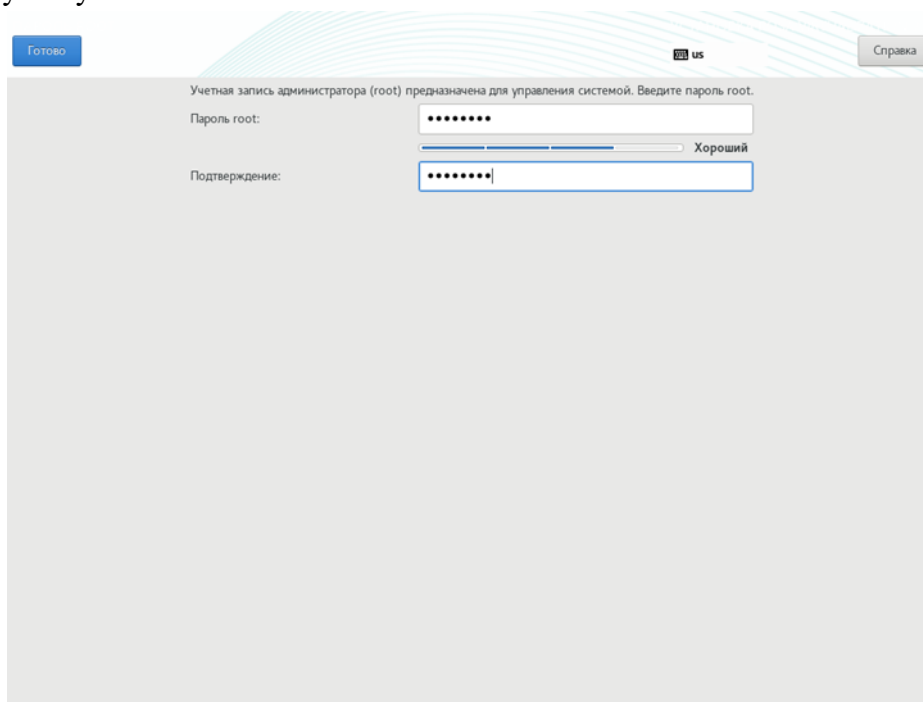 Готово
us
Справка
Учетная запись администратора (root) предназначена для управления системой. Введите пароль root.
Пароль root: ••••••••
Хороший
Подтверждение: ••••••••